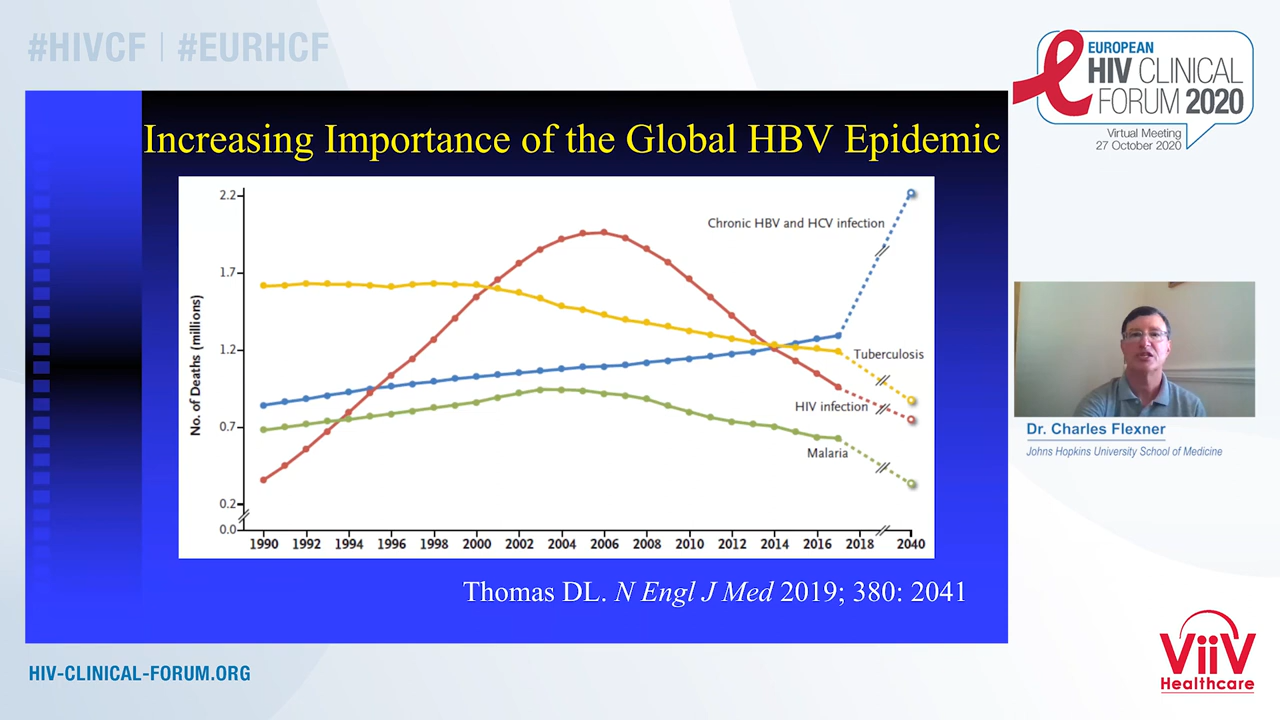 #HIVCF | #EURHCF
EUROPEAN
HIV CLINICAL
FORUM 2020
Virtual Meeting
27 October 2020
Increasing Importance of the Global HBV Epidemic
No. of Deaths (millions)
2.2
1.7
1.2
0.7
0.2
0.0
Chronic HBV and HCV infection
Tuberculosis
HIV infection
Malaria
1990 1992 1994 1996 1998 2000 2002 2004 2006 2008 2010 2012 2014 2016 2018 2040
Thomas DL. N Engl J Med 2019; 380: 2041
Dr. Charles Flexner
Johns Hopkins University School of Medicine
HIV-CLINICAL-FORUM.ORG
ViiV
Healthcare